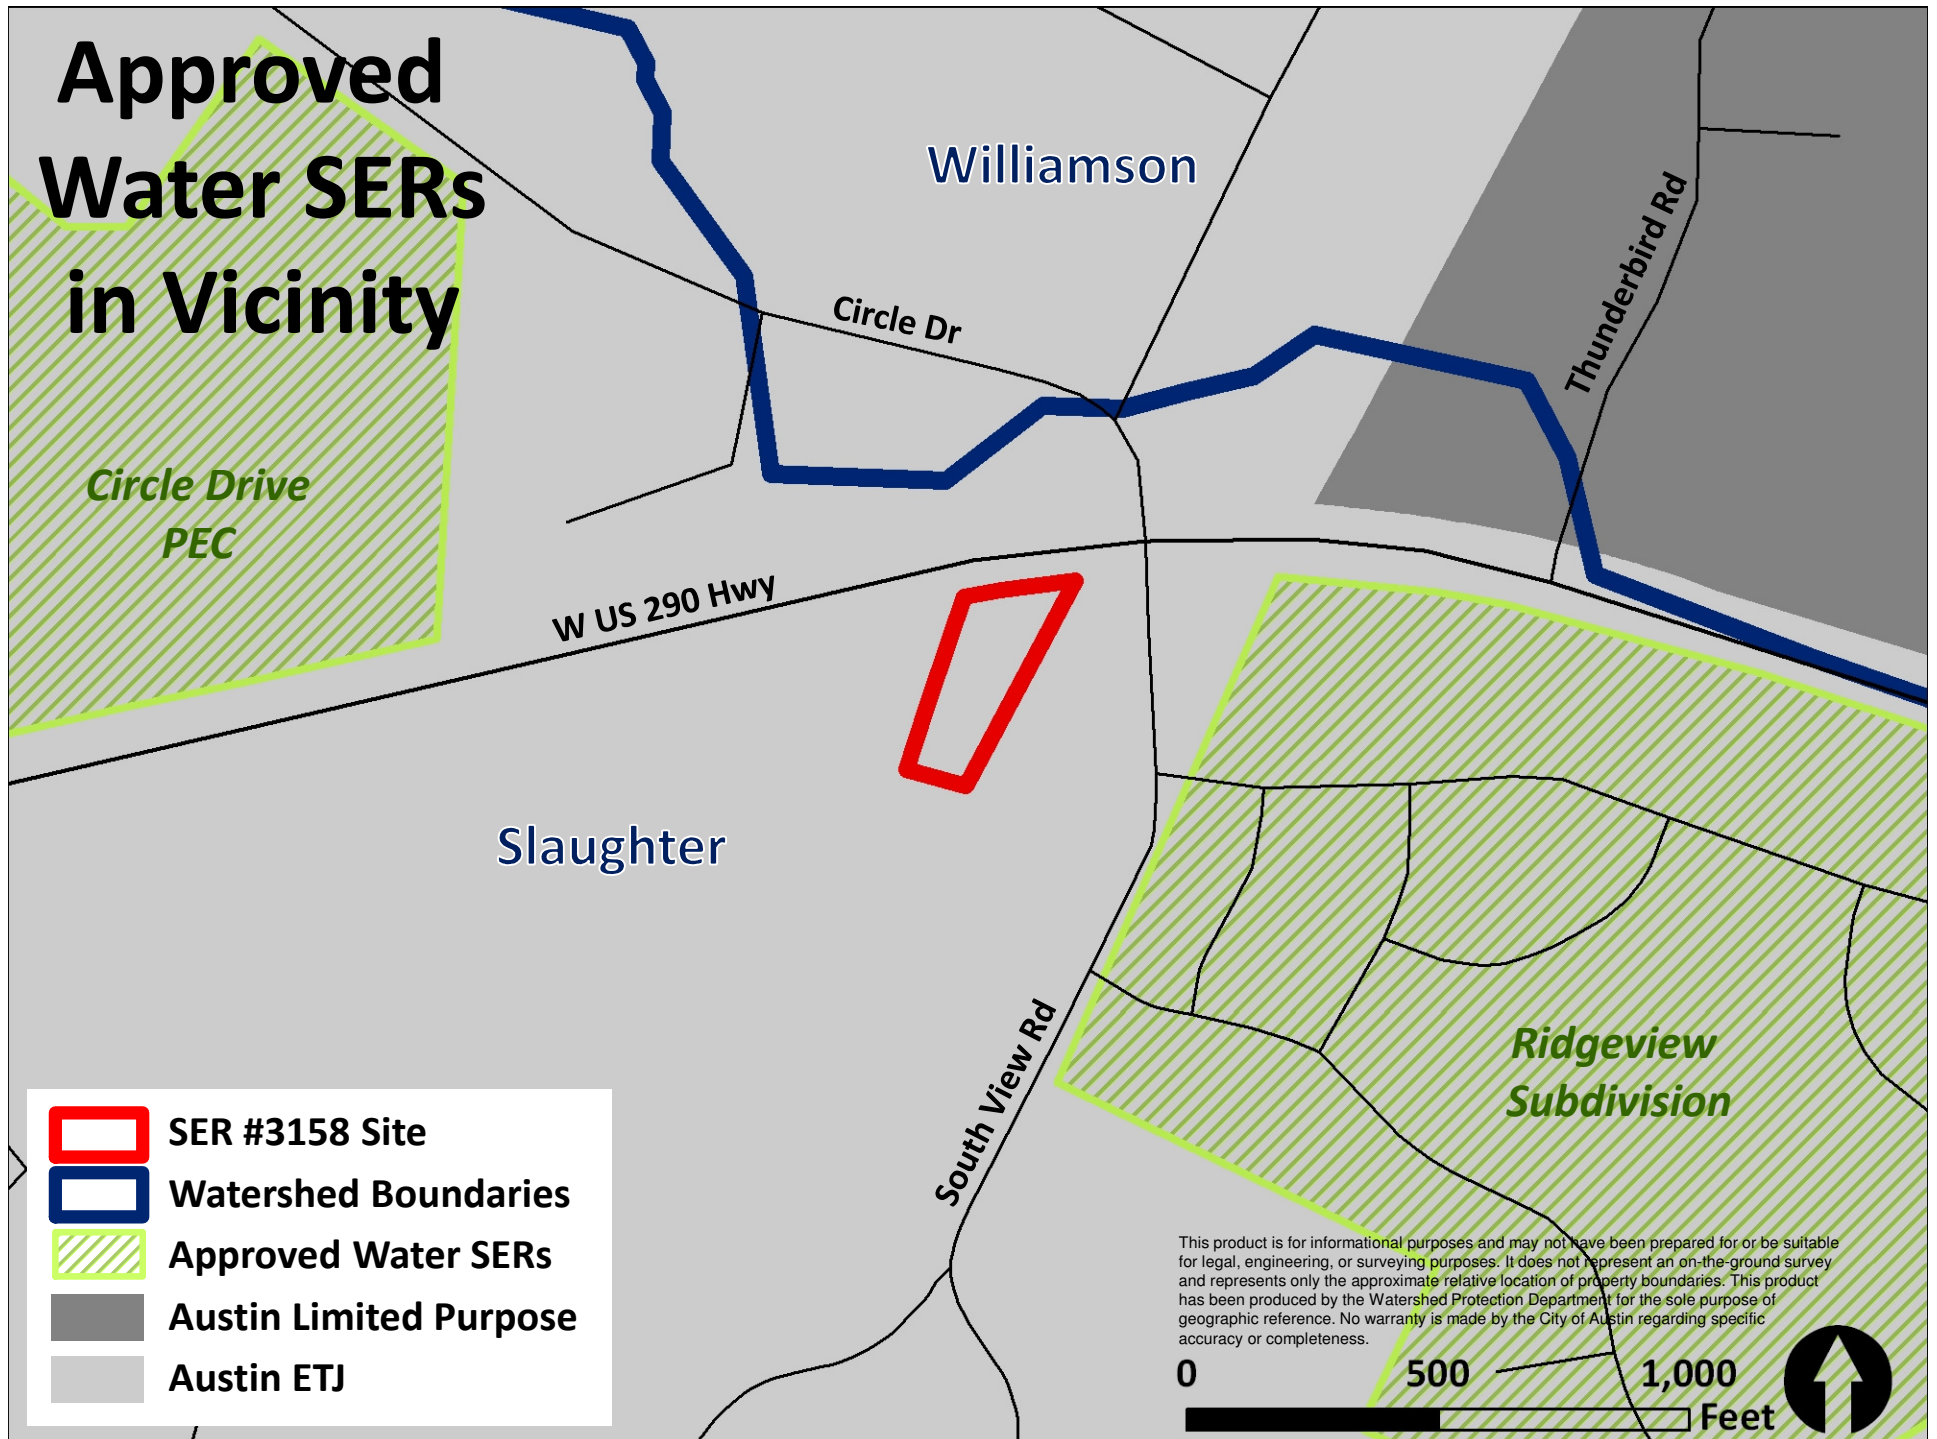 Approved
Water SERs
in Vicinity
Williamson
Thunderbird Rd
Circle Dr
Circle Drive
PEC
W US 290 Hwy
Slaughter
South View Rd
Ridgeview
Subdivision
SER #3158 Site
Watershed Boundaries
Approved Water SERs
Austin Limited Purpose
Austin ETJ
This product is for informational purposes and may not have been prepared for or be suitable
for legal, engineering, or surveying purposes. It does not represent an on-the-ground survey
and represents only the approximate relative location of property boundaries. This product
has been produced by the Watershed Protection Department for the sole purpose of
geographic reference. No warranty is made by the City of Austin regarding specific
accuracy or completeness.
0 500 1,000
Feet